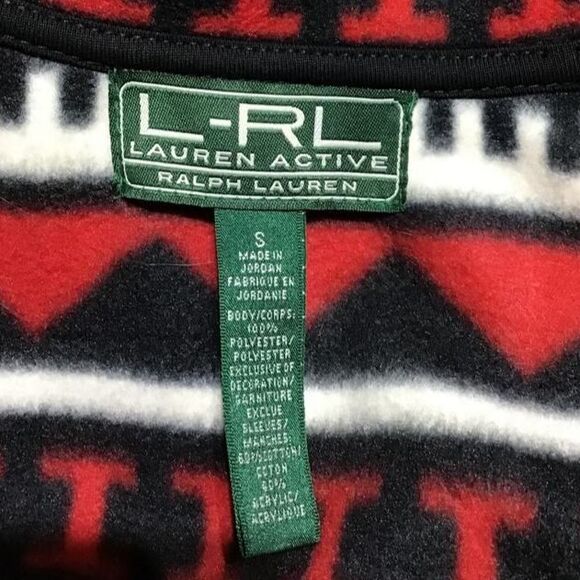 L-RL
LAUREN ACTIVE
RALPH LAUREN
S
MADE IN
JORDAN
FABRIQUE EN
JORDANIE
BODY/CORPS:
100%
POLYESTER/
POLYESTER
EXCLUSIVE OF
DECORATION/
GARNITURE
EXCLUE
SLEEVES/
MANCHES:
60%COTTON/
COTON
40%
ACRYLIC/
ACRYLIQUE